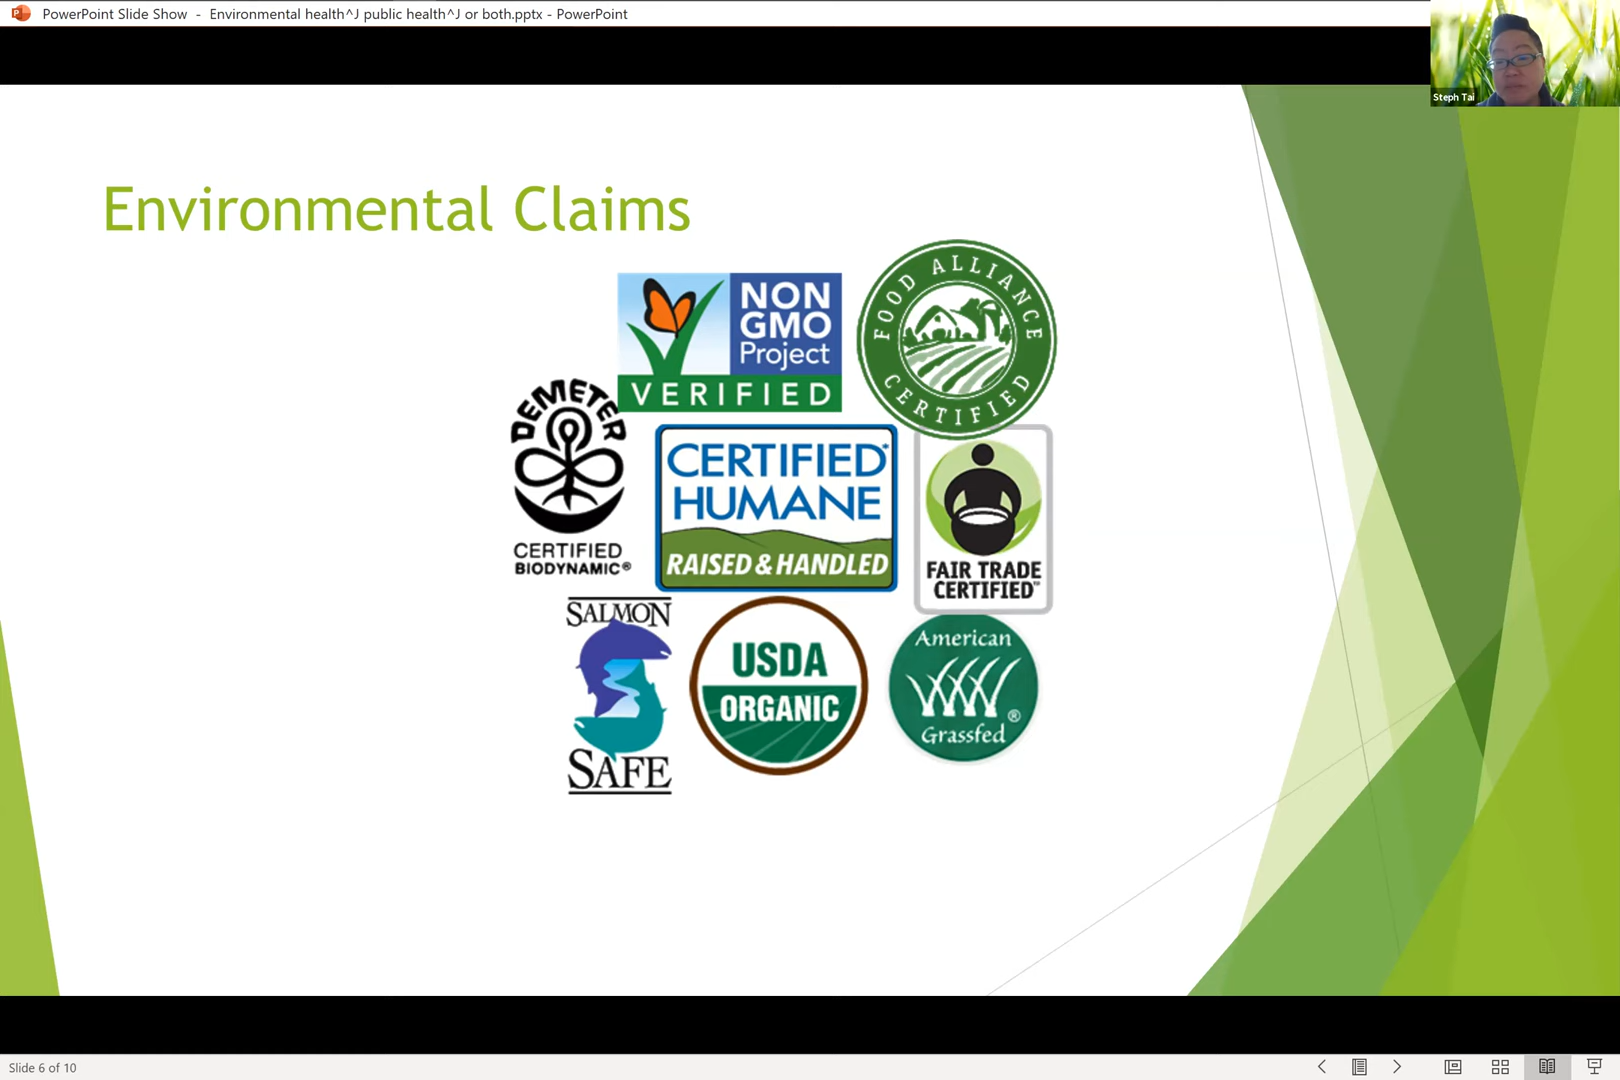 PowerPoint Slide Show - Environmental health^J public health^J or both.pptx - PowerPoint
Steph Tai
Environmental Claims
NON
GMO
Project
VERIFIED
FOOD ALLIANCE
CERTIFIED
DEMETER
CERTIFIED
BIODYNAMIC®
CERTIFIED
HUMANE
RAISED & HANDLED
FAIR TRADE
CERTIFIED
SALMON
SAFE
USDA
ORGANIC
American
Grassfed
®
Slide 6 of 10